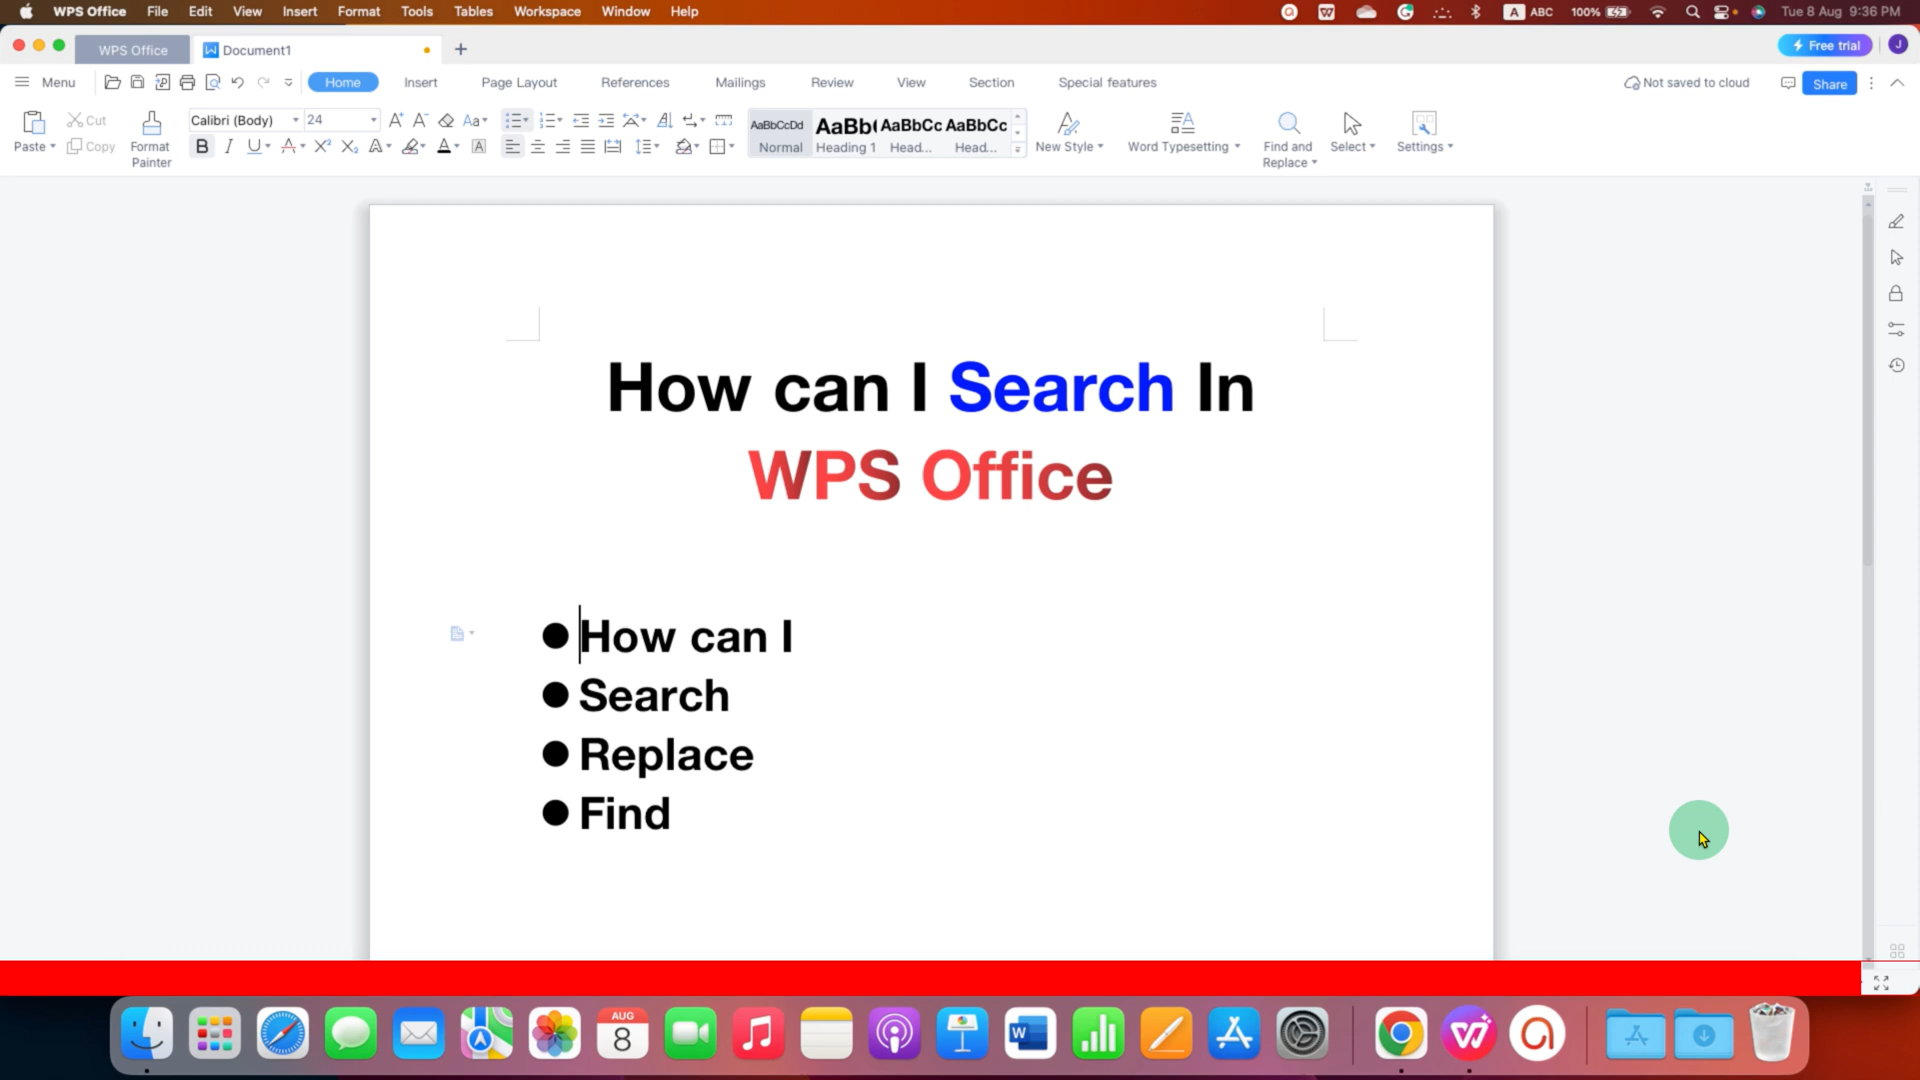 WPS Office File Edit View Insert Format Tools Tables Workspace Window Help A ABC 100% Tue 8 Aug 9:36 PM
WPS Office Document1 Free trial J
Menu Home Insert Page Layout References Mailings Review View Section Special features Not saved to cloud Share
Cut Calibri (Body) 24 AaBbCcDd AaBb( AaBbCc AaBbCc
Paste Copy Format Painter Normal Heading 1 Head... Head... New Style Word Typesetting Find and Replace Select Settings
How can I Search In
WPS Office
How can I
Search
Replace
Find
AUG
8
W